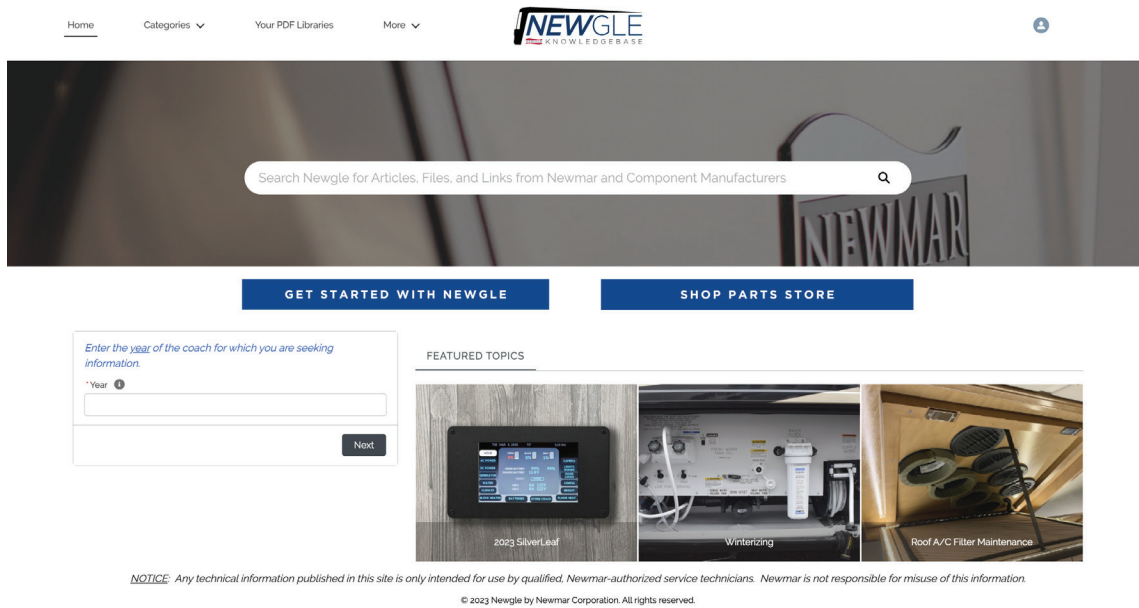 Home
Categories
Your PDF Libraries
More
NEWGLE
KNOWLEDGEBASE
Search Newgle for Articles, Files, and Links from Newmar and Component Manufacturers
NEWMAR
GET STARTED WITH NEWGLE
SHOP PARTS STORE
Enter the year of the coach for which you are seeking
information.
*Year
Next
FEATURED TOPICS
2023 SilverLeaf
Winterizing
Roof A/C Filter Maintenance
NOTICE: Any technical information published in this site is only intended for use by qualified, Newmar-authorized service technicians. Newmar is not responsible for misuse of this information.
© 2023 Newgle by Newmar Corporation. All rights reserved.